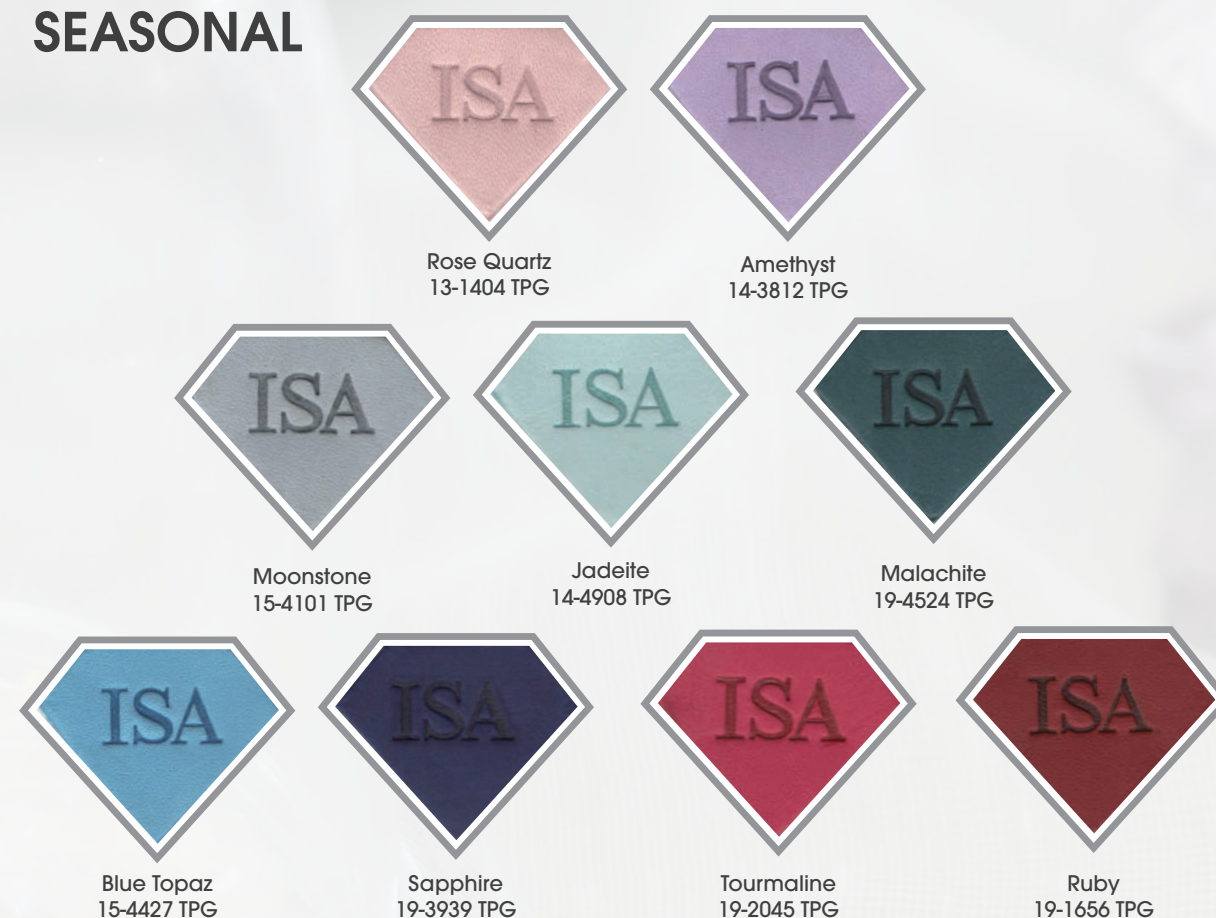 SEASONAL
ISA
ISA
Rose Quartz
13-1404 TPG
Amethyst
14-3812 TPG
ISA
ISA
ISA
Moonstone
15-4101 TPG
Jadeite
14-4908 TPG
Malachite
19-4524 TPG
ISA
ISA
ISA
ISA
Blue Topaz
15-4427 TPG
Sapphire
19-3939 TPG
Tourmaline
19-2045 TPG
Ruby
19-1656 TPG